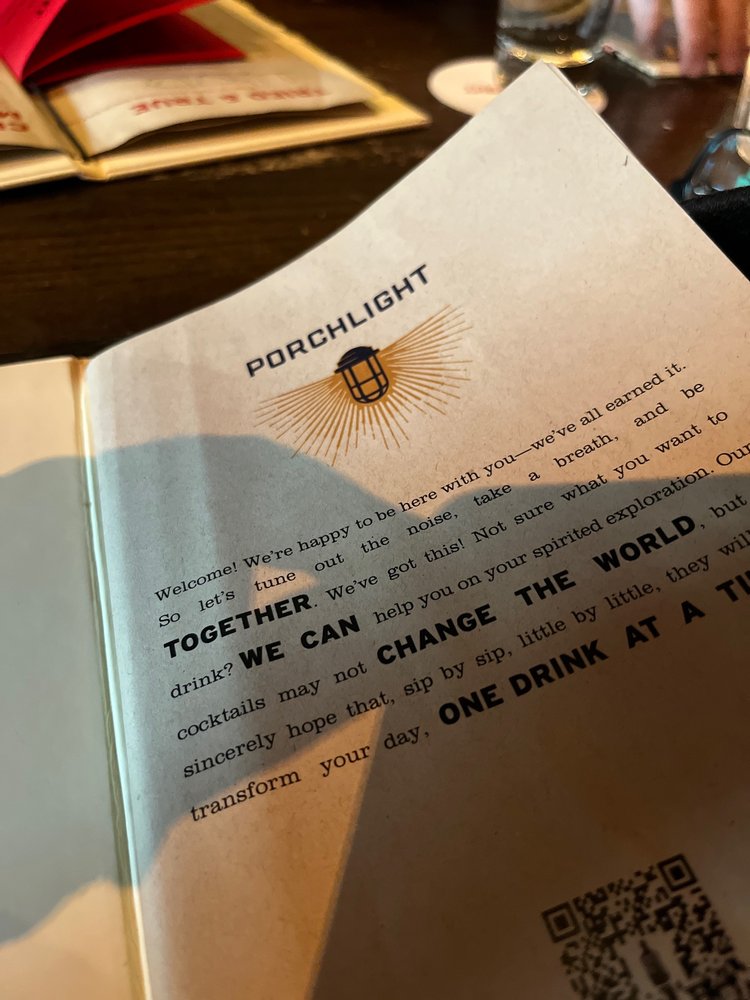 TRIED & TRUE
PORCHLIGHT
Welcome! We're happy to be here with you—we've all earned it.
So let's tune out the noise, take a breath, and be
TOGETHER. We've got this! Not sure what you want to
drink? WE CAN help you on your spirited exploration. Our
cocktails may not CHANGE THE WORLD, but
sincerely hope that, sip by sip, little by little, they will
transform your day, ONE DRINK AT A